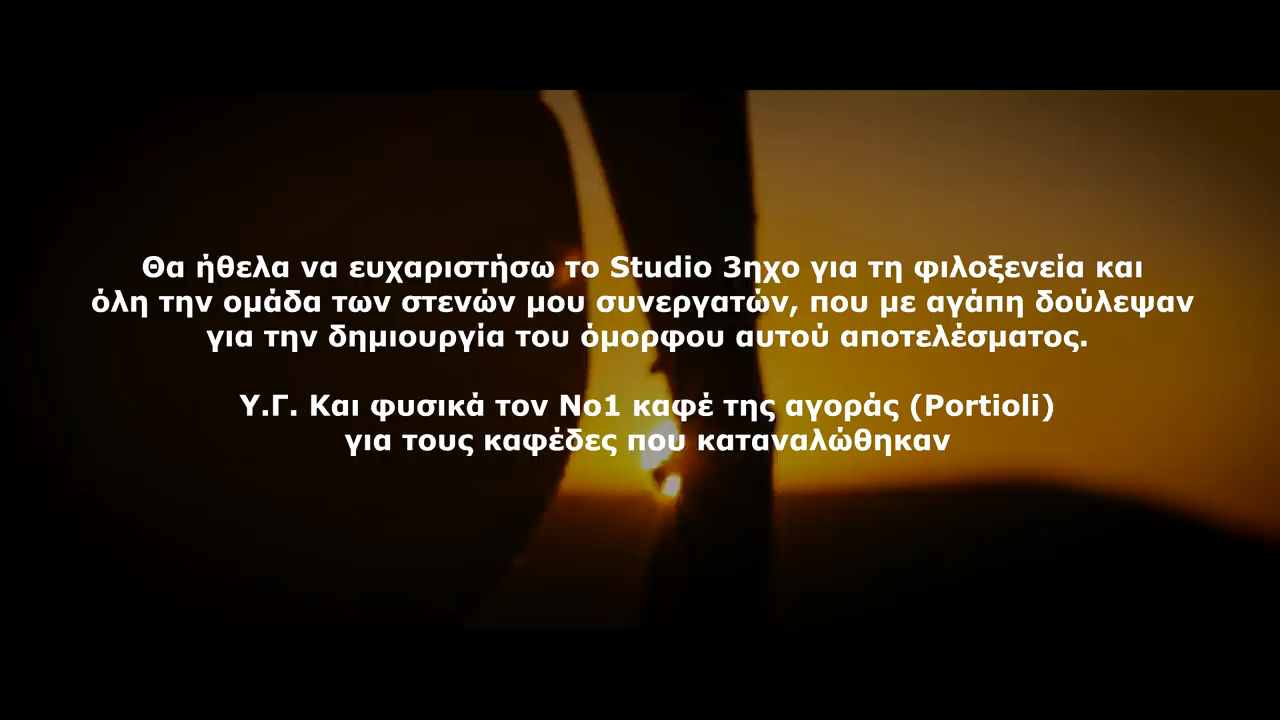 Θα ήθελα να ευχαριστήσω το Studio 3ηχο για τη φιλοξενεία και
όλη την ομάδα των στενών μου συνεργατών, που με αγάπη δούλεψαν
για την δημιουργία του όμορφου αυτού αποτελέσματος.
Υ.Γ. Και φυσικά τον Νο1 καφέ της αγοράς (Portioli)
για τους καφέδες που καταναλώθηκαν